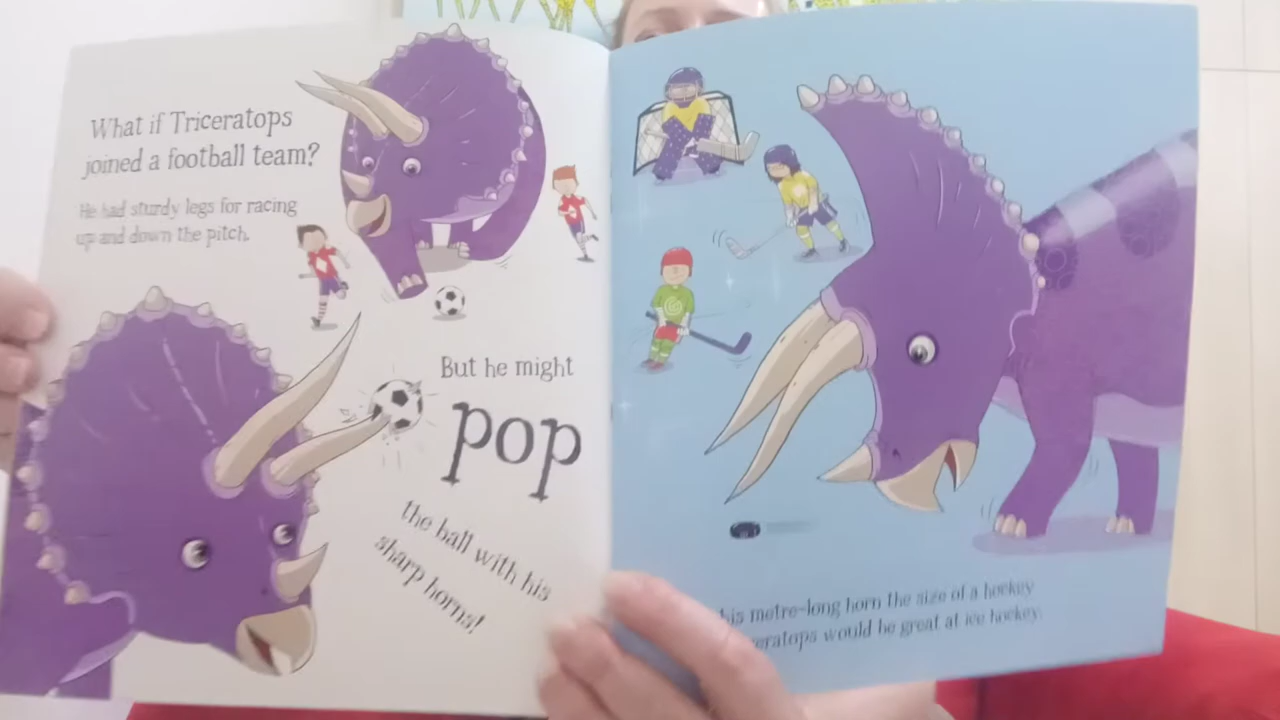 What if Triceratops
joined a football team?
He had sturdy legs for racing
up and down the pitch.
But he might
pop
the ball with his
sharp horns!
his metre-long horn the size of a hockey
would be great at ice hockey.